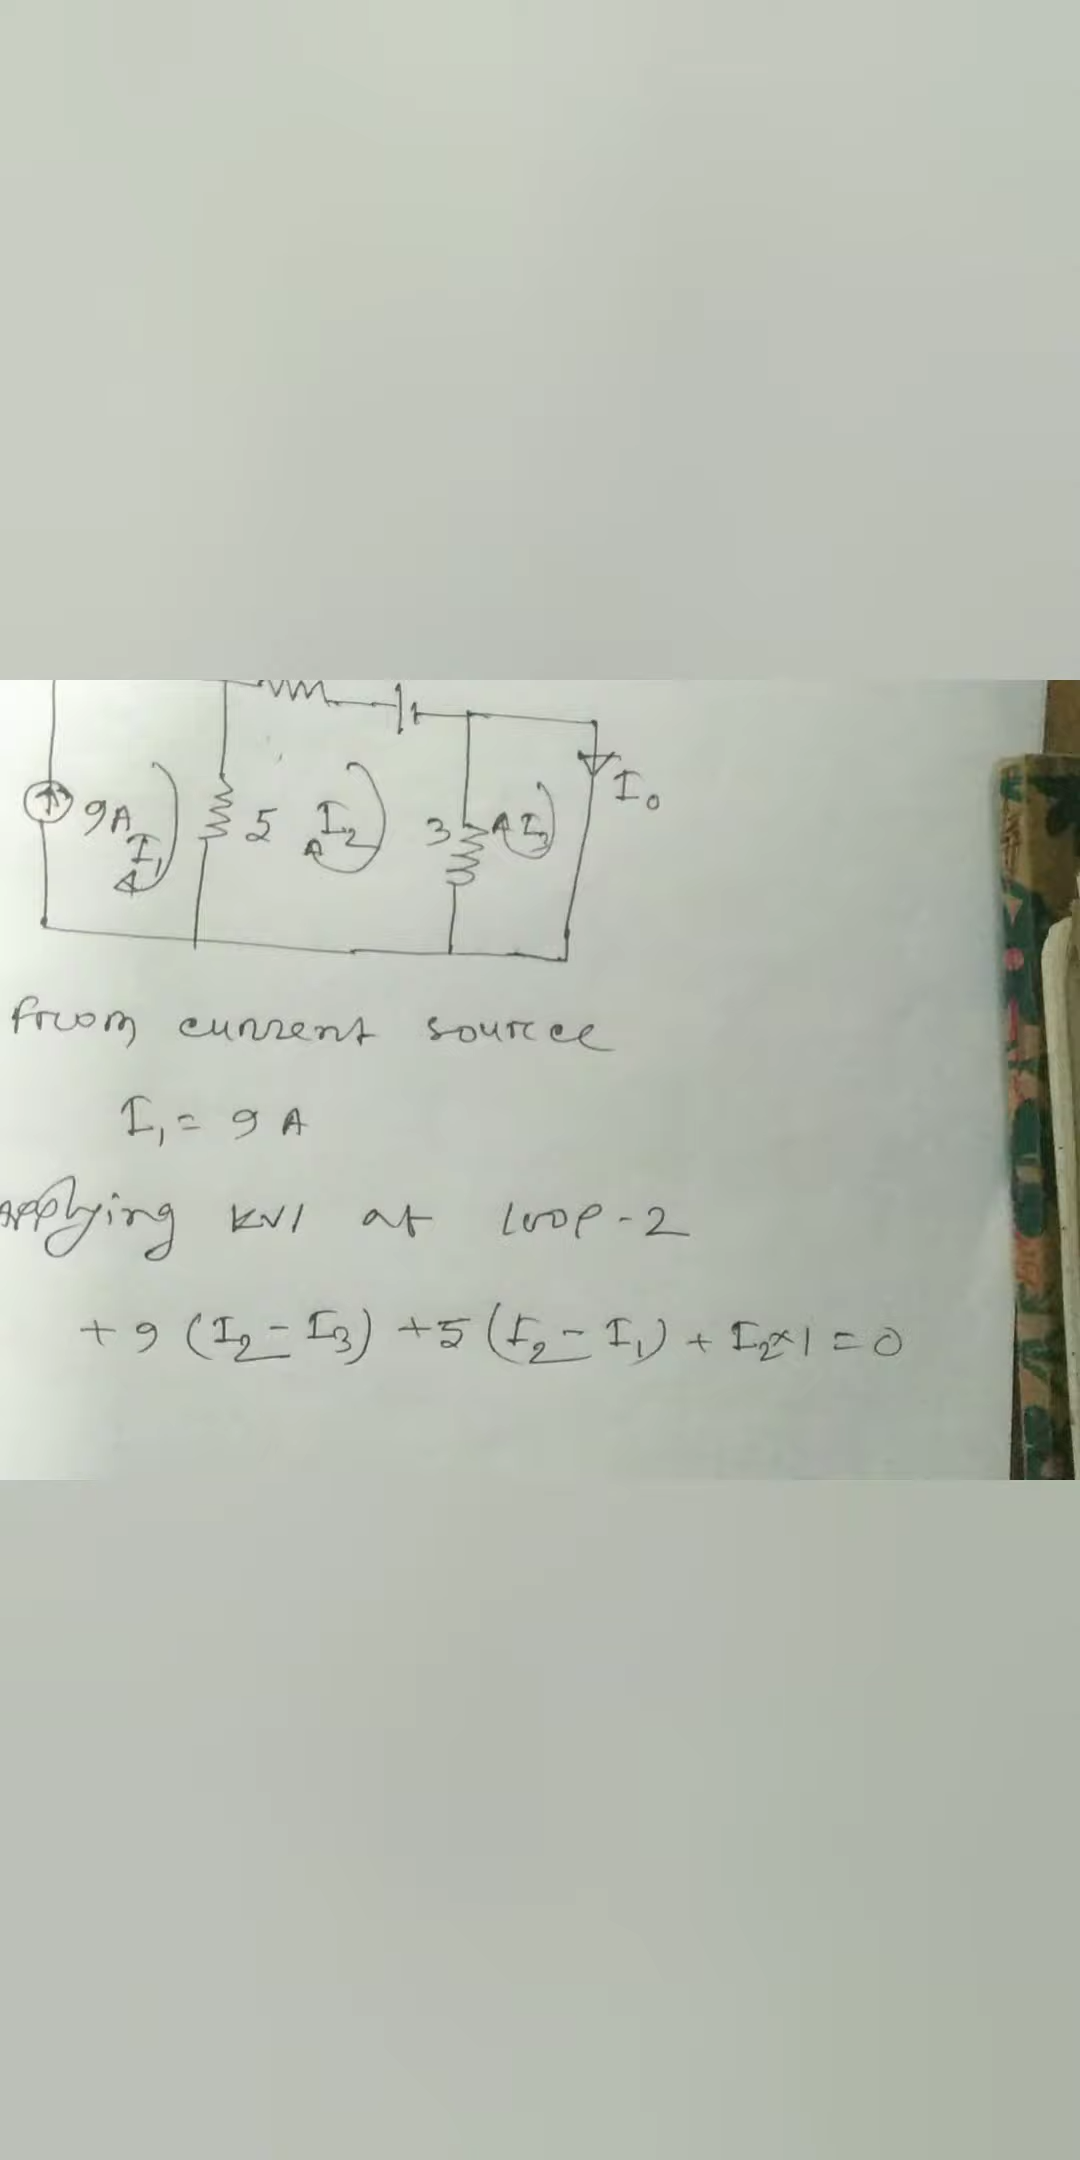 9A I₁ 5 I₂ 3 I₃ I₀
from current source
I₁ = 9 A
Applying kvl at loop-2
+9 (I₂ - I₃) +5 (I₂ - I₁) + I₂×1 = 0